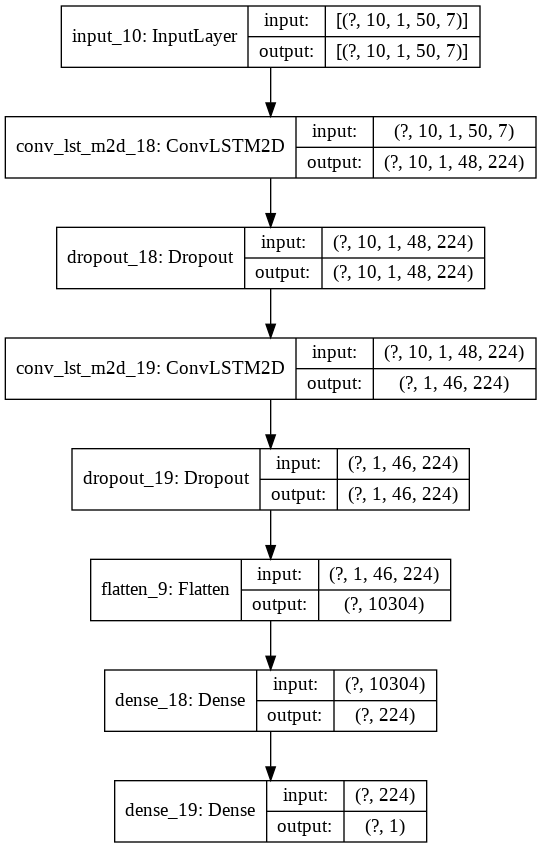 input_10: InputLayer
input: [(?, 10, 1, 50, 7)]
output: [(?, 10, 1, 50, 7)]
conv_lst_m2d_18: ConvLSTM2D
input: (?, 10, 1, 50, 7)
output: (?, 10, 1, 48, 224)
dropout_18: Dropout
input: (?, 10, 1, 48, 224)
output: (?, 10, 1, 48, 224)
conv_lst_m2d_19: ConvLSTM2D
input: (?, 10, 1, 48, 224)
output: (?, 1, 46, 224)
dropout_19: Dropout
input: (?, 1, 46, 224)
output: (?, 1, 46, 224)
flatten_9: Flatten
input: (?, 1, 46, 224)
output: (?, 10304)
dense_18: Dense
input: (?, 10304)
output: (?, 224)
dense_19: Dense
input: (?, 224)
output: (?, 1)